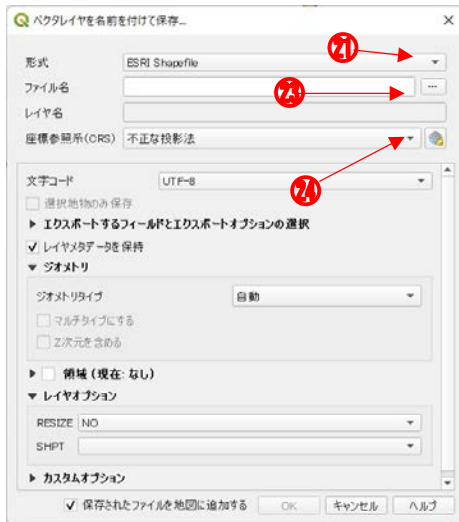 ベクタレイヤを名前を付けて保存...
形式 ESRI Shapefile ㉑
ファイル名 ㉓ ...
レイヤ名
座標参照系(CRS) 不正な投影法
㉔
文字コード UTF-8
選択地物のみ保存
エクスポートするフィールドとエクスポートオプションの選択
レイヤメタデータを保持
ジオメトリ
ジオメトリタイプ 自動
マルチタイプにする
Z次元を含める
領域 (現在: なし)
レイヤオプション
RESIZE NO
SHPT
カスタムオプション
保存されたファイルを地図に追加する OK キャンセル ヘルプ